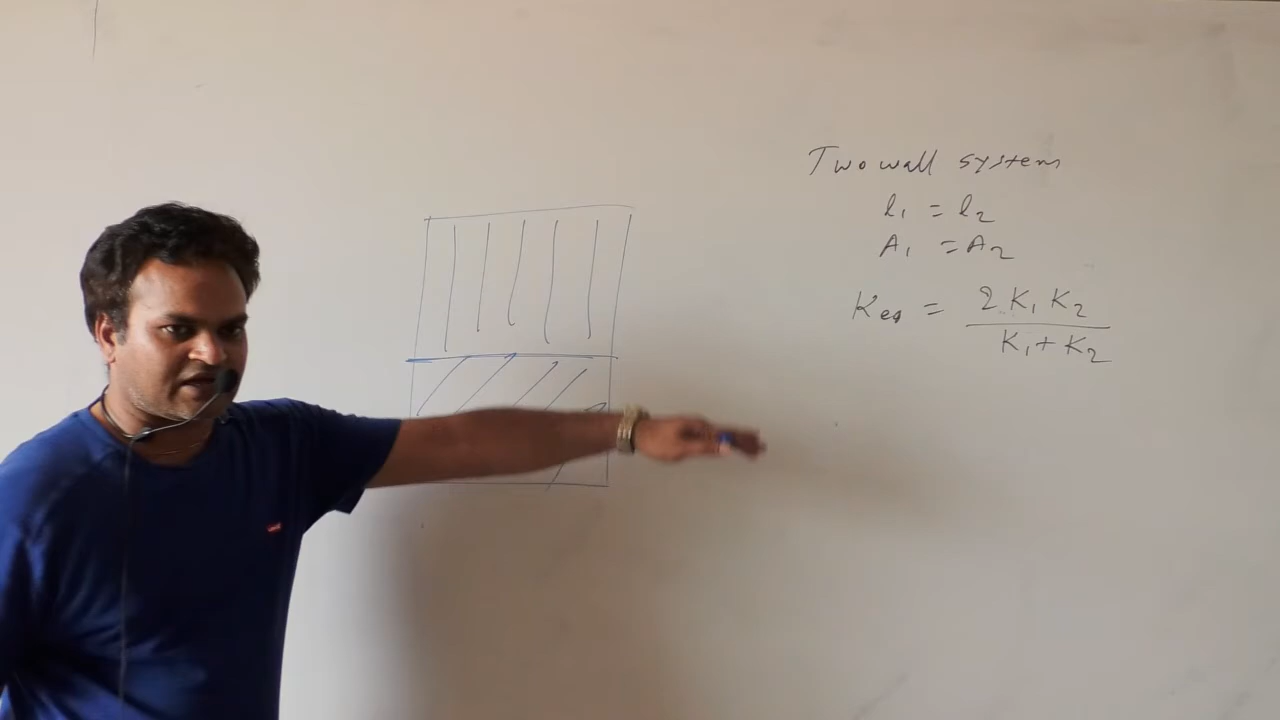 Two wall system
l₁ = l₂
A₁ = A₂
Keq = 2 K₁ K₂ / K₁ + K₂